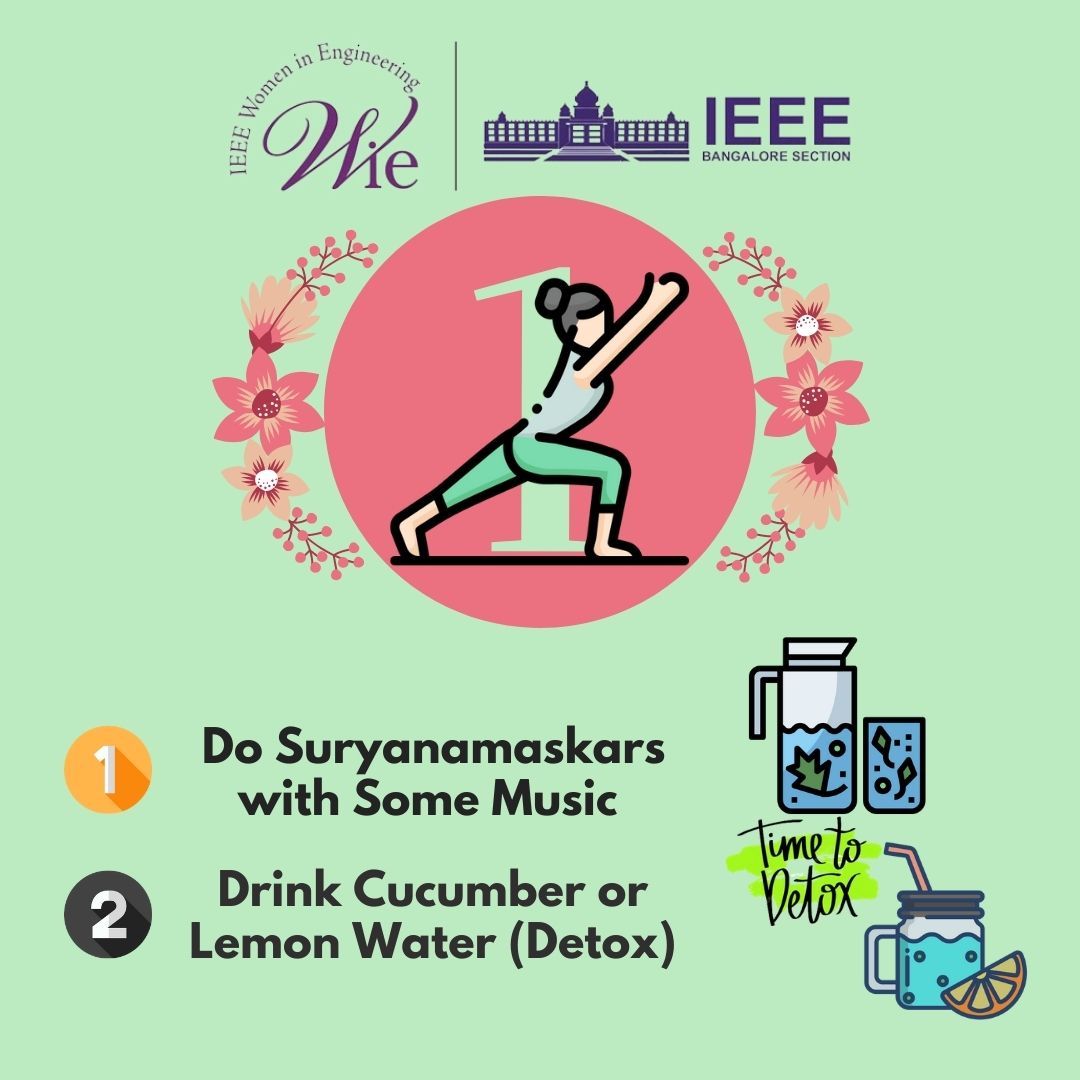 IEEE Women in Engineering
Wie
IEEE
BANGALORE SECTION
1
1
Do Suryanamaskars
with Some Music
2
Drink Cucumber or
Lemon Water (Detox)
Time to
Detox